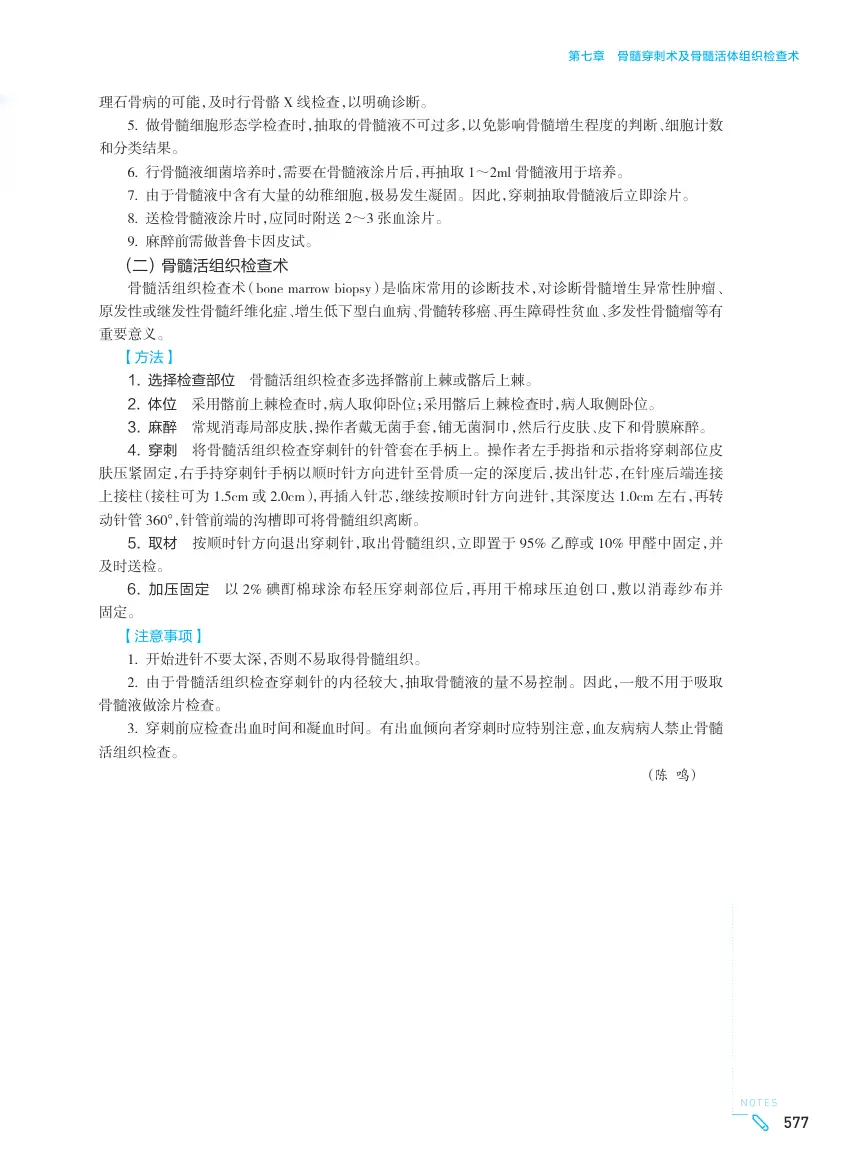 第七章　骨髓穿刺术及骨髓活体组织检查术
理石骨病的可能,及时行骨骼 X 线检查,以明确诊断。
5. 做骨髓细胞形态学检查时,抽取的骨髓液不可过多,以免影响骨髓增生程度的判断、细胞计数
和分类结果。
6. 行骨髓液细菌培养时,需要在骨髓液涂片后,再抽取 1～2ml 骨髓液用于培养。
7. 由于骨髓液中含有大量的幼稚细胞,极易发生凝固。因此,穿刺抽取骨髓液后立即涂片。
8. 送检骨髓液涂片时,应同时附送 2～3 张血涂片。
9. 麻醉前需做普鲁卡因皮试。
（二）骨髓活组织检查术
骨髓活组织检查术（bone marrow biopsy）是临床常用的诊断技术,对诊断骨髓增生异常性肿瘤、
原发性或继发性骨髓纤维化症、增生低下型白血病、骨髓转移癌、再生障碍性贫血、多发性骨髓瘤等有
重要意义。
【方法】
1. 选择检查部位　骨髓活组织检查多选择髂前上棘或髂后上棘。
2. 体位　采用髂前上棘检查时,病人取仰卧位;采用髂后上棘检查时,病人取侧卧位。
3. 麻醉　常规消毒局部皮肤,操作者戴无菌手套,铺无菌洞巾,然后行皮肤、皮下和骨膜麻醉。
4. 穿刺　将骨髓活组织检查穿刺针的针管套在手柄上。操作者左手拇指和示指将穿刺部位皮
肤压紧固定,右手持穿刺针手柄以顺时针方向进针至骨质一定的深度后,拔出针芯,在针座后端连接
上接柱（接柱可为 1.5cm 或 2.0cm）,再插入针芯,继续按顺时针方向进针,其深度达 1.0cm 左右,再转
动针管 360°,针管前端的沟槽即可将骨髓组织离断。
5. 取材　按顺时针方向退出穿刺针,取出骨髓组织,立即置于 95% 乙醇或 10% 甲醛中固定,并
及时送检。
6. 加压固定　以 2% 碘酊棉球涂布轻压穿刺部位后,再用干棉球压迫创口,敷以消毒纱布并
固定。
【注意事项】
1. 开始进针不要太深,否则不易取得骨髓组织。
2. 由于骨髓活组织检查穿刺针的内径较大,抽取骨髓液的量不易控制。因此,一般不用于吸取
骨髓液做涂片检查。
3. 穿刺前应检查出血时间和凝血时间。有出血倾向者穿刺时应特别注意,血友病病人禁止骨髓
活组织检查。
（陈 鸣）
NOTES
577